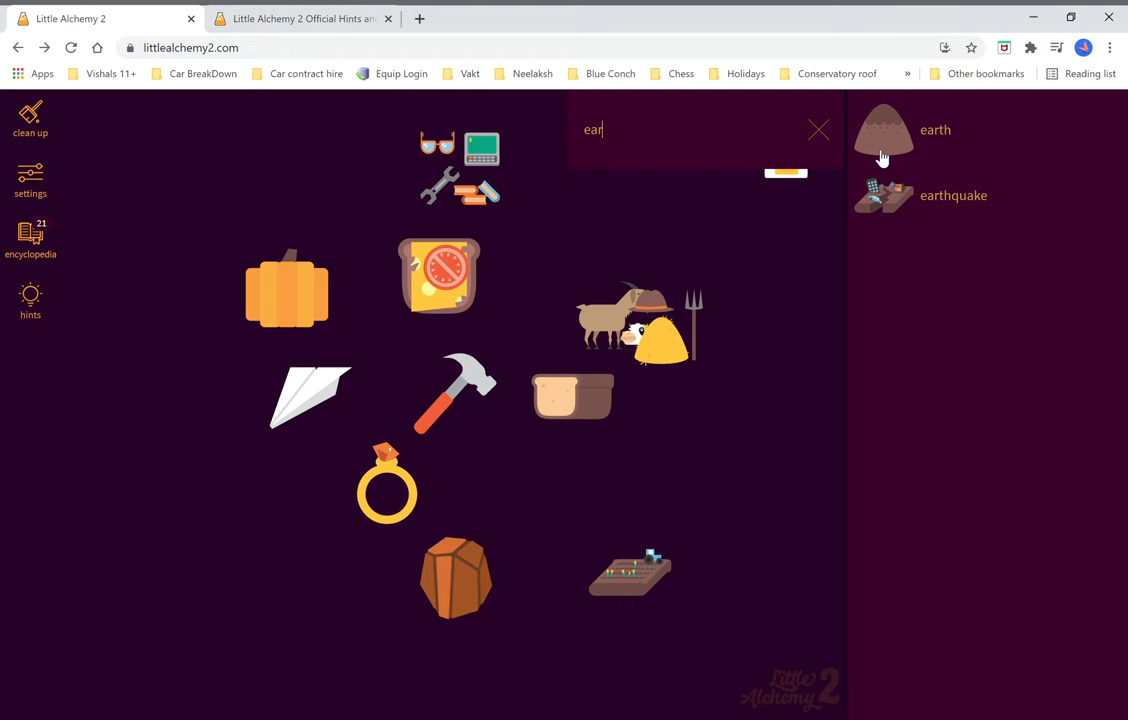 Little Alchemy 2
Little Alchemy 2 Official Hints an
littlealchemy2.com
Apps
Vishals 11+
Car BreakDown
Car contract hire
Equip Login
Vakt
Neelaksh
Blue Conch
Chess
Holidays
Conservatory roof
»
Other bookmarks
Reading list
clean up
settings
21
encyclopedia
hints
ear
earth
earthquake
Little
Alchemy 2